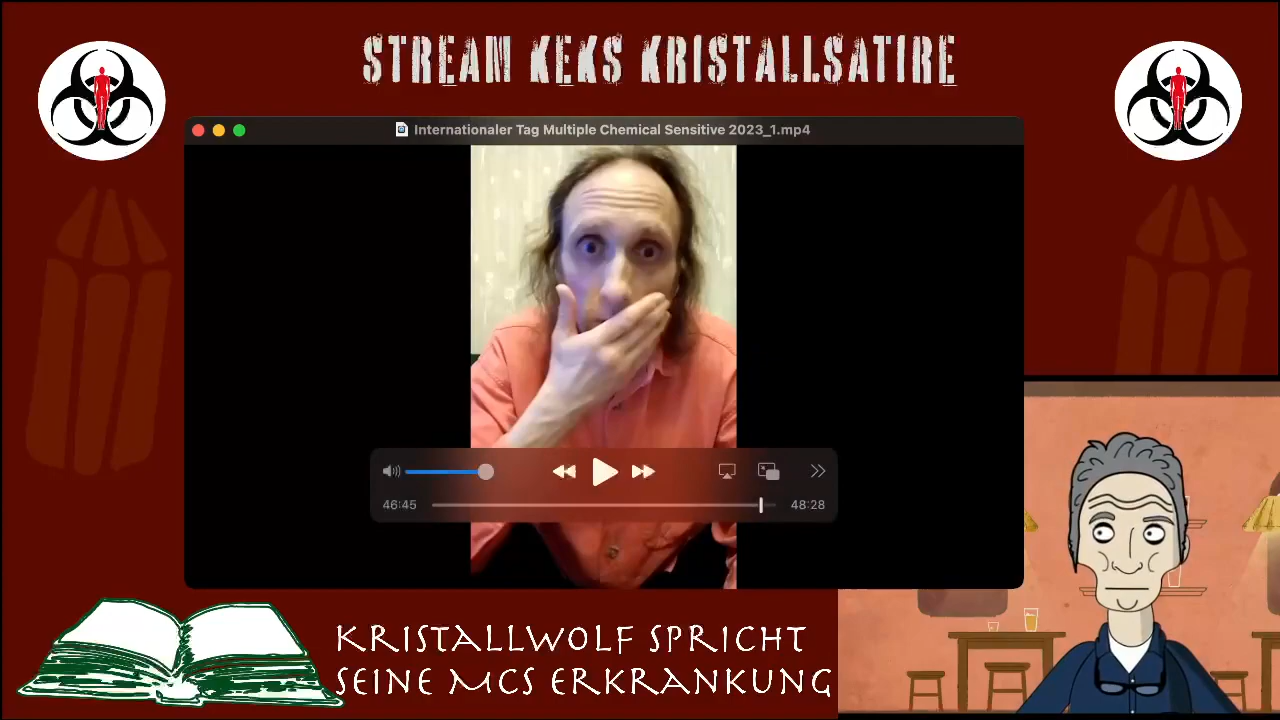 STREAM KEKS KRISTALLSATIRE
Internationaler Tag Multiple Chemical Sensitive 2023_1.mp4
46:45
48:28
KRISTALLWOLF SPRICHT
SEINE MCS ERKRANKUNG